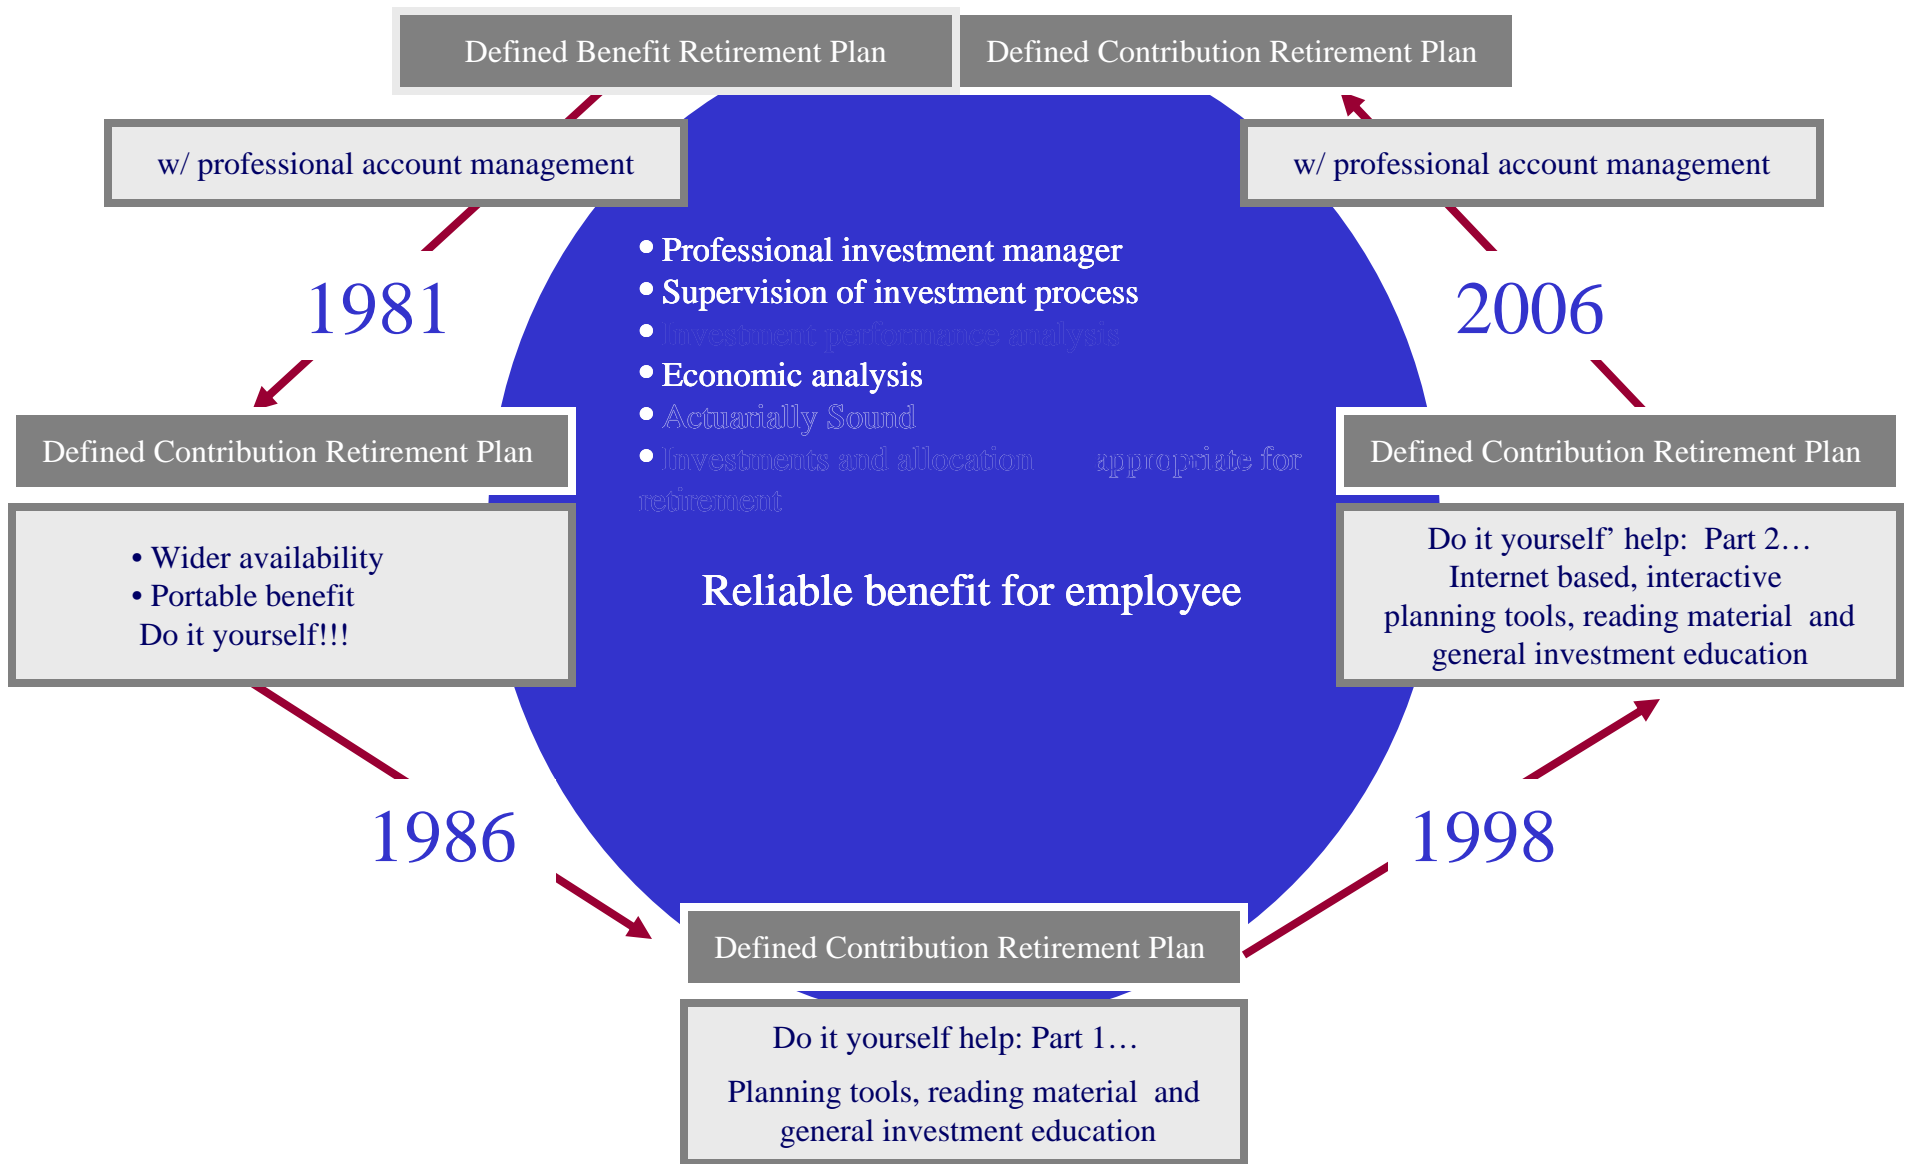 Defined Benefit Retirement Plan
Defined Contribution Retirement Plan
w/ professional account management
w/ professional account management
• Professional investment manager
• Supervision of investment process
• Investment performance analysis
• Economic analysis
• Actuarially Sound
• Investments and allocation appropriate for
retirement
Reliable benefit for employee
1981
2006
Defined Contribution Retirement Plan
• Wider availability
• Portable benefit
Do it yourself!!!
Defined Contribution Retirement Plan
Do it yourself’ help: Part 2…
Internet based, interactive
planning tools, reading material and
general investment education
1986
1998
Defined Contribution Retirement Plan
Do it yourself help: Part 1…
Planning tools, reading material and
general investment education